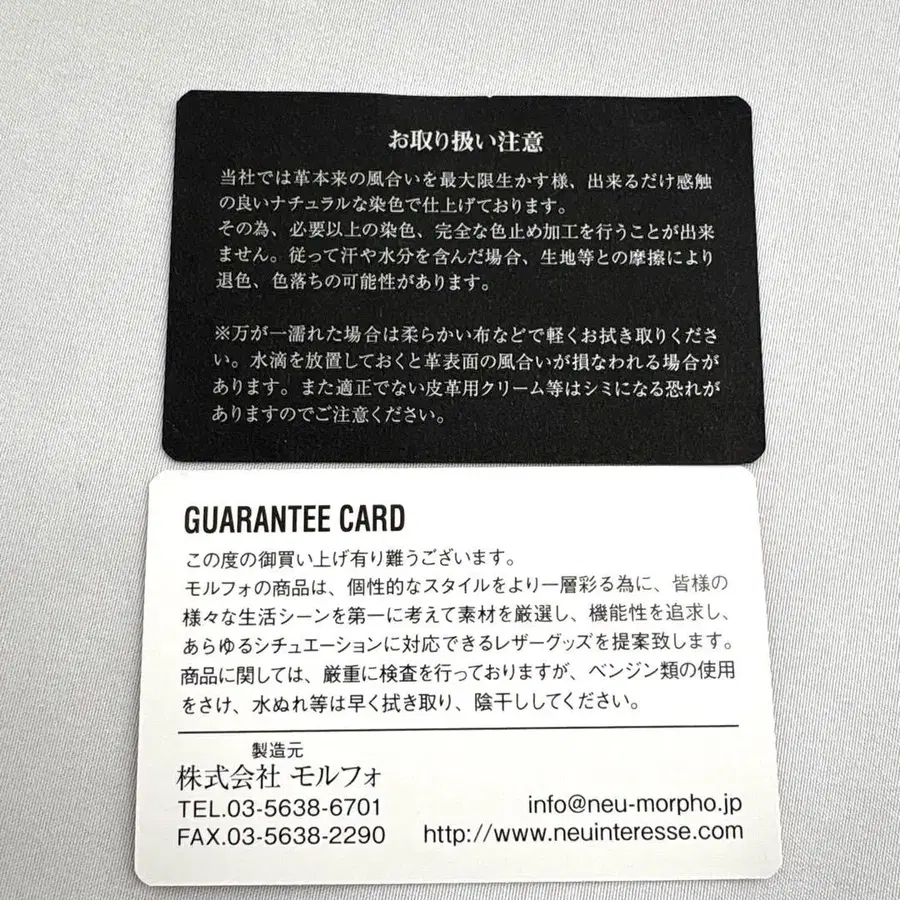 お取り扱い注意
当社では革本来の風合いを最大限生かす様、出来るだけ感触
の良いナチュラルな染色で仕上げております。
その為、必要以上の染色、完全な色止め加工を行うことが出来
ません。従って汗や水分を含んだ場合、生地等との摩擦により
退色、色落ちの可能性があります。
※万が一濡れた場合は柔らかい布などで軽くお拭き取りくださ
い。水滴を放置しておくと革表面の風合いが損なわれる場合が
あります。また適正でない皮革用クリーム等はシミになる恐れが
ありますのでご注意ください。
GUARANTEE CARD
この度の御買い上げ有り難うございます。
モルフォの商品は、個性的なスタイルをより一層彩る為に、皆様の
様々な生活シーンを第一に考えて素材を厳選し、機能性を追求し、
あらゆるシチュエーションに対応できるレザーグッズを提案致します。
商品に関しては、厳重に検査を行っておりますが、ベンジン類の使用
をさけ、水ぬれ等は早く拭き取り、陰干ししてください。
製造元
株式会社 モルフォ
TEL.03-5638-6701 info@neu-morpho.jp
FAX.03-5638-2290 http://www.neuinteresse.com